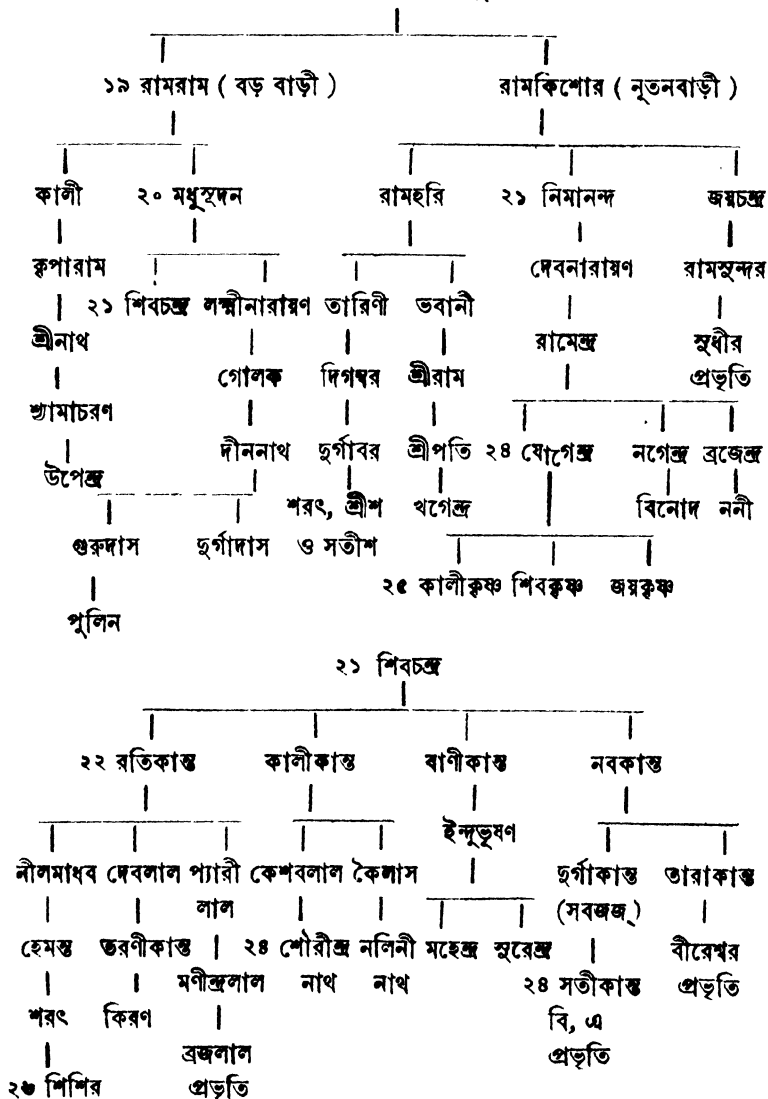 ১৯ রামরাম ( বড় বাড়ী ) রামকিশোর ( নূতনবাড়ী )
কালী ২০ মধুসূদন রামহরি ২১ নিমানন্দ জয়চন্দ্র
কৃপারাম দেবনারায়ণ রামসুন্দর
২১ শিবচন্দ্র লক্ষ্মীনারায়ণ তারিণী ভবানী
শ্রীনাথ রামেন্দ্র সুধীর
গোলক দিগম্বর শ্রীরাম প্রভৃতি
শ্যামাচরণ
দীননাথ দুর্গাবর শ্রীপতি ২৪ যোগেন্দ্র নগেন্দ্র ব্রজেন্দ্র
উপেন্দ্র
শরৎ, শ্রীশ খগেন্দ্র বিনোদ ননী
গুরুদাস দুর্গাদাস ও সতীশ
২৫ কালীকৃষ্ণ শিবকৃষ্ণ জয়কৃষ্ণ
পুলিন
২১ শিবচন্দ্র
২২ রতিকান্ত কালীকান্ত বাণীকান্ত নবকান্ত
ইন্দুভূষণ
নীলমাধব দেবলাল প্যারী কেশবলাল কৈলাস দুর্গাকান্ত তারাকান্ত
লাল (সবজজ্)
হেমন্ত তরণীকান্ত ২৪ শৌরীন্দ্র নলিনী মহেন্দ্র সুরেন্দ্র বীরেশ্বর
মণীন্দ্রলাল নাথ নাথ ২৪ সতীকান্ত প্রভৃতি
শরৎ কিরণ বি, এ
ব্রজলাল প্রভৃতি
২৬ শিশির প্রভৃতি